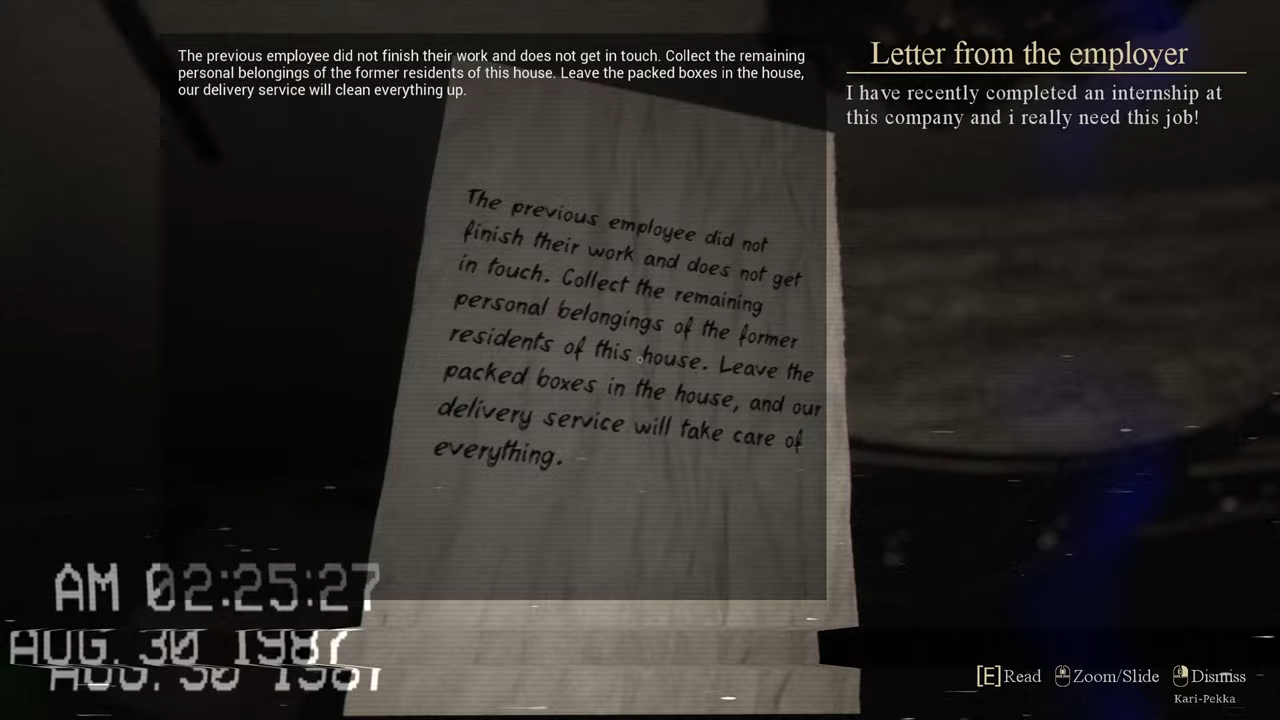 The previous employee did not finish their work and does not get in touch. Collect the remaining
personal belongings of the former residents of this house. Leave the packed boxes in the house,
our delivery service will clean everything up.
Letter from the employer
I have recently completed an internship at
this company and i really need this job!
The previous employee did not
finish their work and does not get
in touch. Collect the remaining
personal belongings of the former
residents of this house. Leave the
packed boxes in the house, and our
delivery service will take care of
everything.
AM 02:25:27
AUG. 30 1987
AUG. 30 1987
[E]Read Zoom/Slide Dismiss
Kari-Pekka